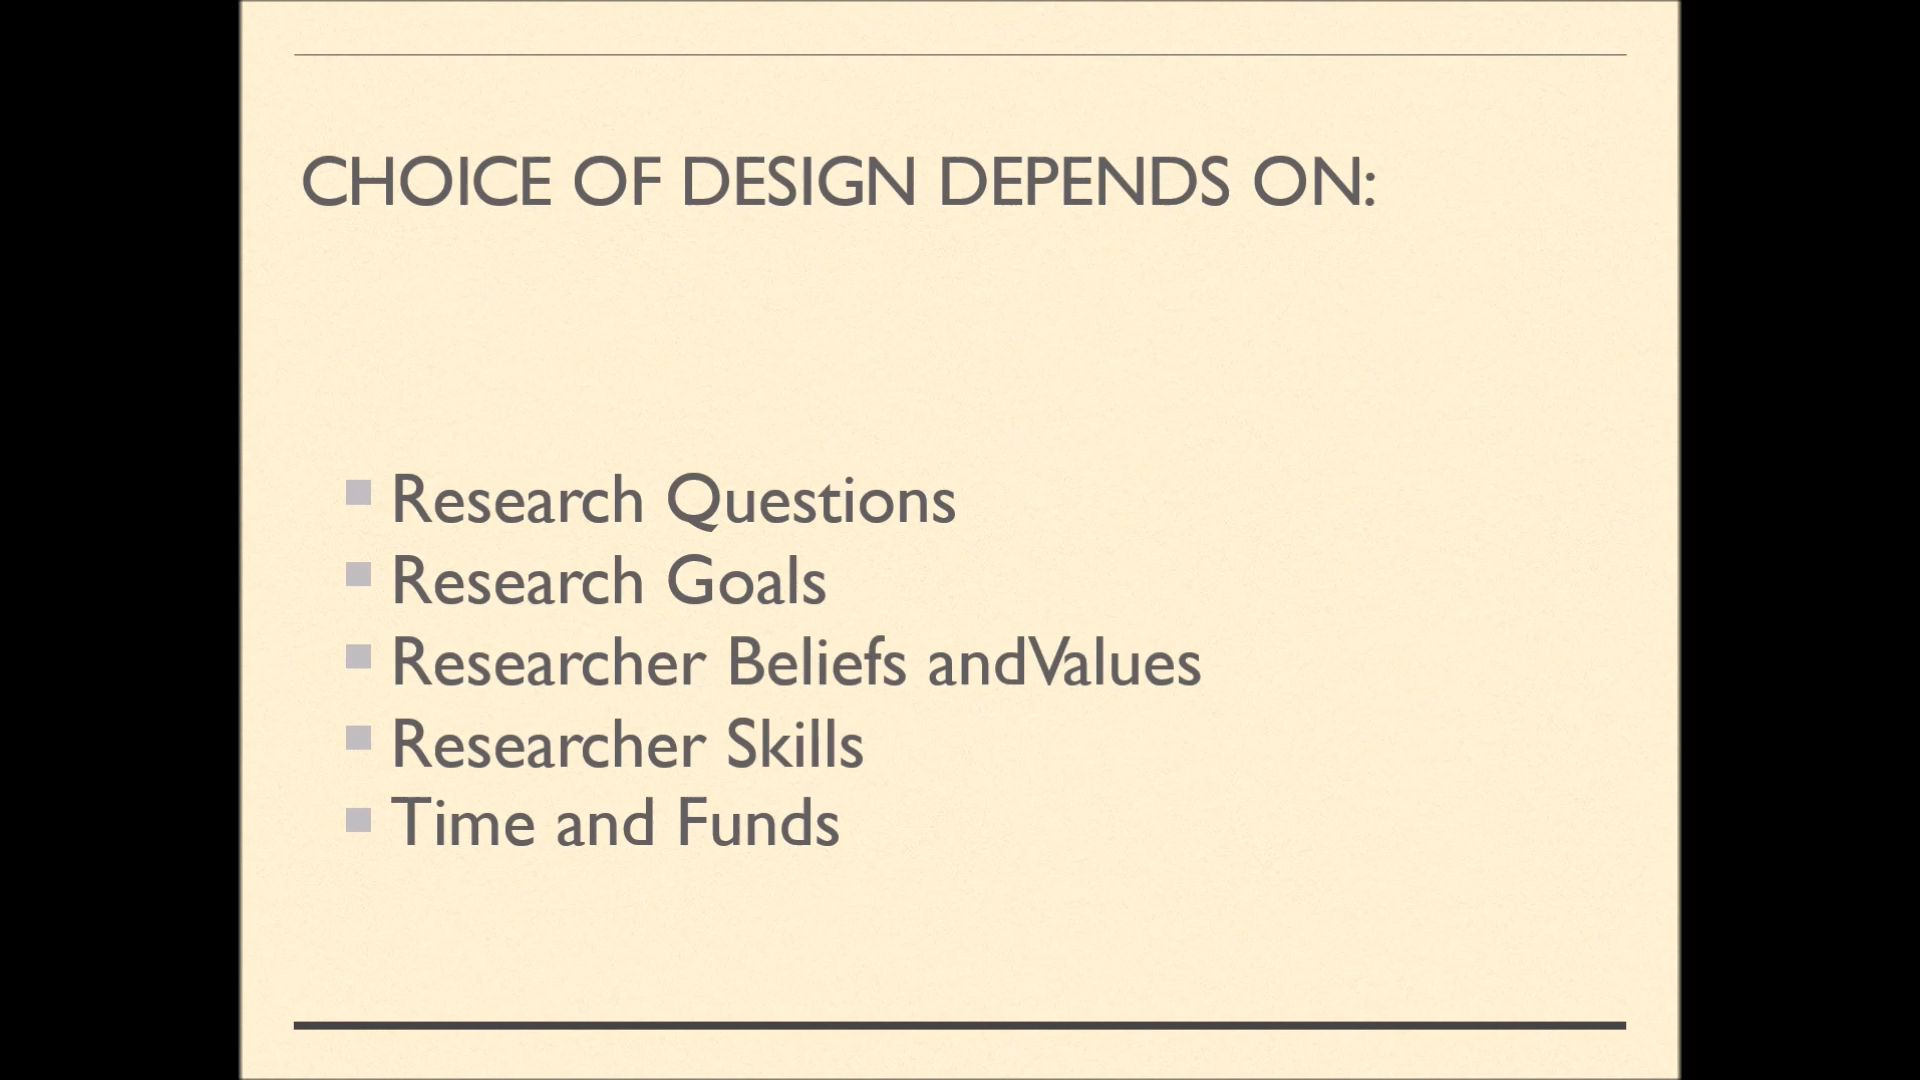 CHOICE OF DESIGN DEPENDS ON:
Research Questions
Research Goals
Researcher Beliefs andValues
Researcher Skills
Time and Funds